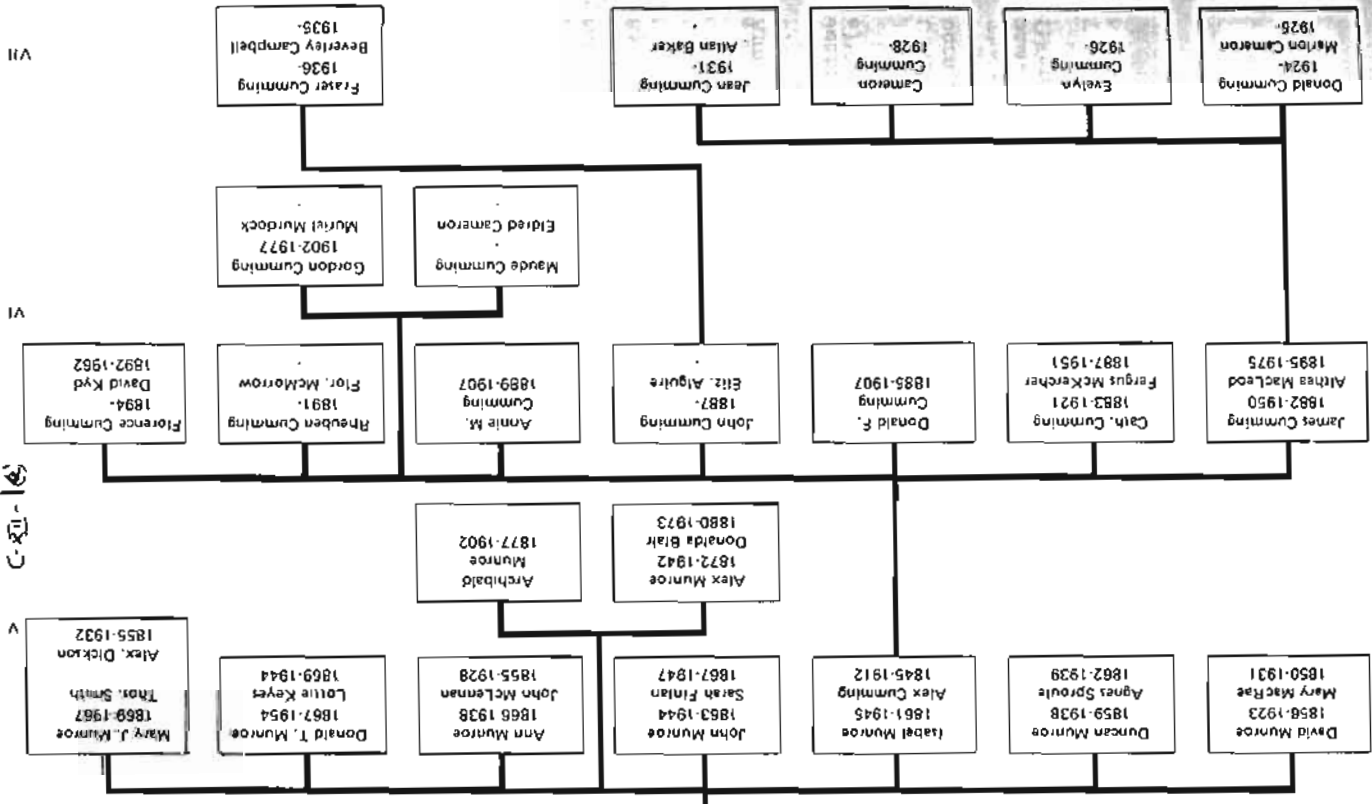 David Munroe
1856-1923
Mary MacRae
1850-1931
Duncan Munroe
1859-1938
Agnes Sproule
1862-1939
Isabel Munroe
1861-1945
Alex Cumming
1845-1912
John Munroe
1863-1944
Sarah Finlan
1867-1947
Ann Munroe
1866-1938
John McLennan
1855-1928
Donald T. Munroe
1867-1954
Lottie Keyes
1869-1944
Mary J. Munroe
1869-1967
Thos. Smith
Alex. Dickson
1855-1932
V
Alex Munroe
1872-1942
Donalda Blair
1880-1973
Archibald
Munroe
1877-1902
James Cumming
1882-1950
Althea MacLeod
1895-1975
Cath. Cumming
1883-1921
Fergus McKercher
1887-1951
Donald F.
Cumming
1885-1907
John Cumming
1887-
Eliz. Alguire
-
Annie M.
Cumming
1889-1907
Rheuben Cumming
1891-
Flor. McMorrow
-
Florence Cumming
1894-
David Kyd
1892-1962
VI
Maude Cumming
-
Eldred Cameron
-
Gordon Cumming
1902-1977
Muriel Murdock
-
Donald Cumming
1924-
Marion Cameron
1925-
Evelyn
Cumming
1926-
Cameron
Cumming
1928-
Jean Cumming
1931-
Allan Baker
-
Fraser Cumming
1936-
Beverley Campbell
1935-
VII